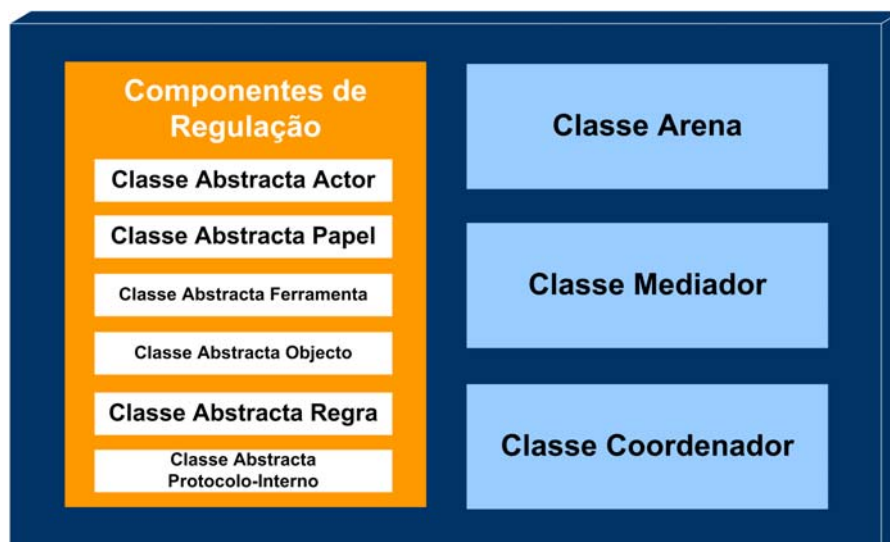 Componentes de
Regulação
Classe Abstracta Actor
Classe Abstracta Papel
Classe Abstracta Ferramenta
Classe Abstracta Objecto
Classe Abstracta Regra
Classe Abstracta
Protocolo-Interno
Classe Arena
Classe Mediador
Classe Coordenador